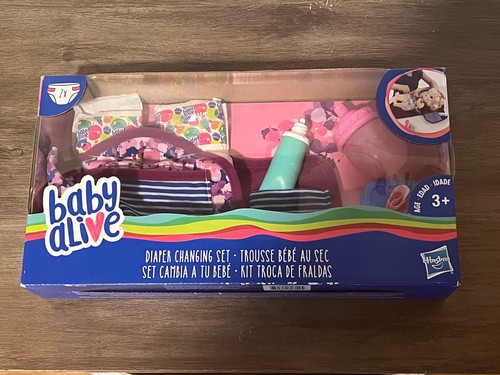 2X
baby
alive
AGE EDAD IDADE
3+
DIAPER CHANGING SET • TROUSSE BÉBÉ AU SEC
SET CAMBIA A TU BEBÉ • KIT TROCA DE FRALDAS
Hasbro